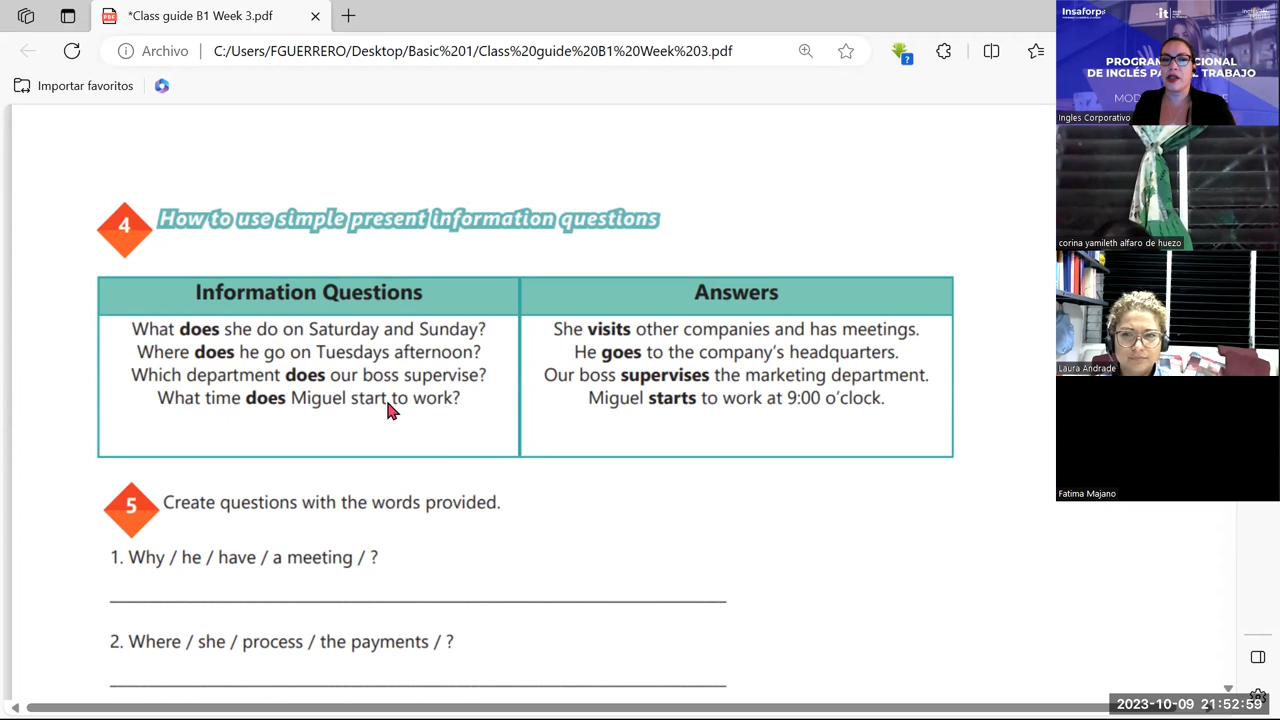 *Class guide B1 Week 3.pdf
Archivo
C:/Users/FGUERRERO/Desktop/Basic%201/Class%20guide%20B1%20Week%203.pdf
Importar favoritos
4
How to use simple present information questions
Information Questions
Answers
What does she do on Saturday and Sunday?
She visits other companies and has meetings.
Where does he go on Tuesdays afternoon?
He goes to the company's headquarters.
Which department does our boss supervise?
Our boss supervises the marketing department.
What time does Miguel start to work?
Miguel starts to work at 9:00 o'clock.
5
Create questions with the words provided.
1. Why / he / have / a meeting / ?
2. Where / she / process / the payments / ?
Insaforp
Ingles Corporativo
corina yamileth alfaro de huezo
Laura Andrade
Fatima Majano
2023-10-09 21:52:59